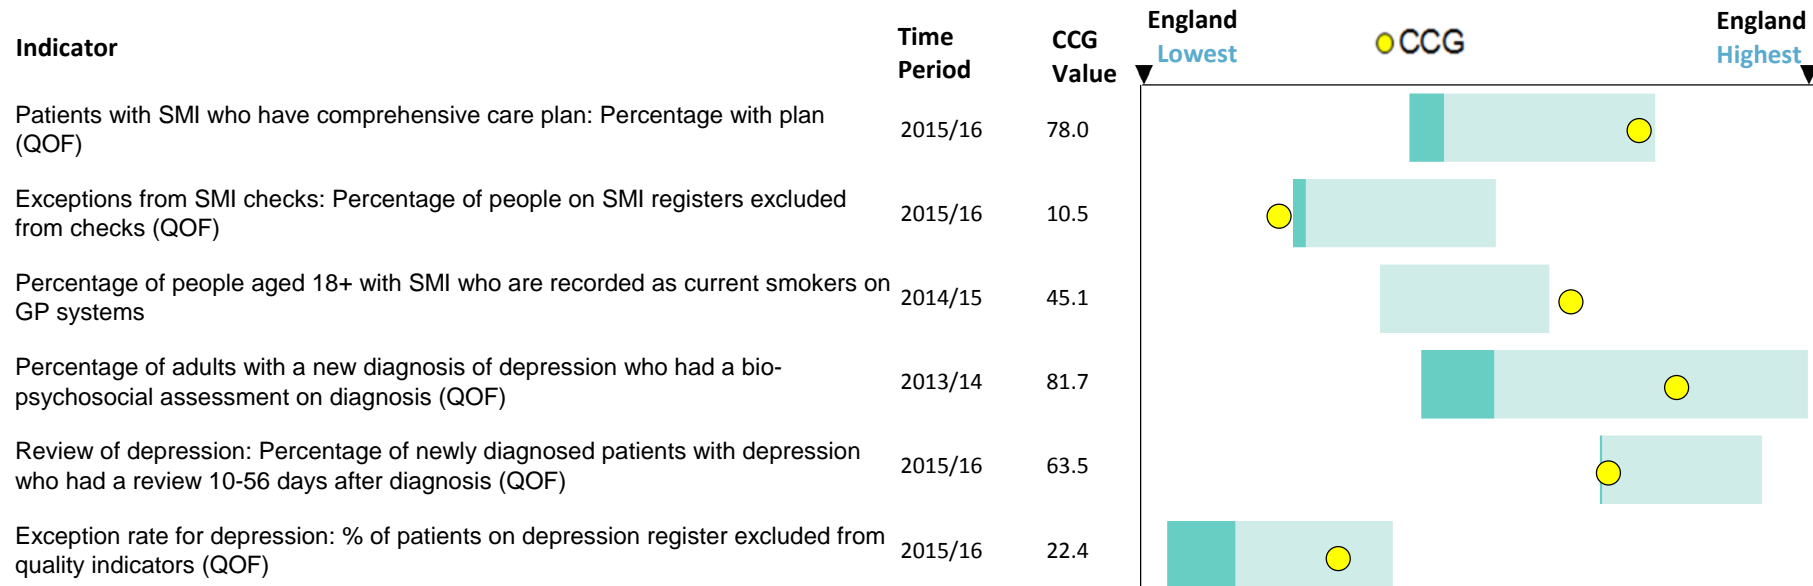 Indicator
Time Period
CCG Value
England Lowest
CCG
England Highest
Patients with SMI who have comprehensive care plan: Percentage with plan
(QOF)
2015/16
78.0
Exceptions from SMI checks: Percentage of people on SMI registers excluded
from checks (QOF)
2015/16
10.5
Percentage of people aged 18+ with SMI who are recorded as current smokers on
GP systems
2014/15
45.1
Percentage of adults with a new diagnosis of depression who had a bio-
psychosocial assessment on diagnosis (QOF)
2013/14
81.7
Review of depression: Percentage of newly diagnosed patients with depression
who had a review 10-56 days after diagnosis (QOF)
2015/16
63.5
Exception rate for depression: % of patients on depression register excluded from
quality indicators (QOF)
2015/16
22.4